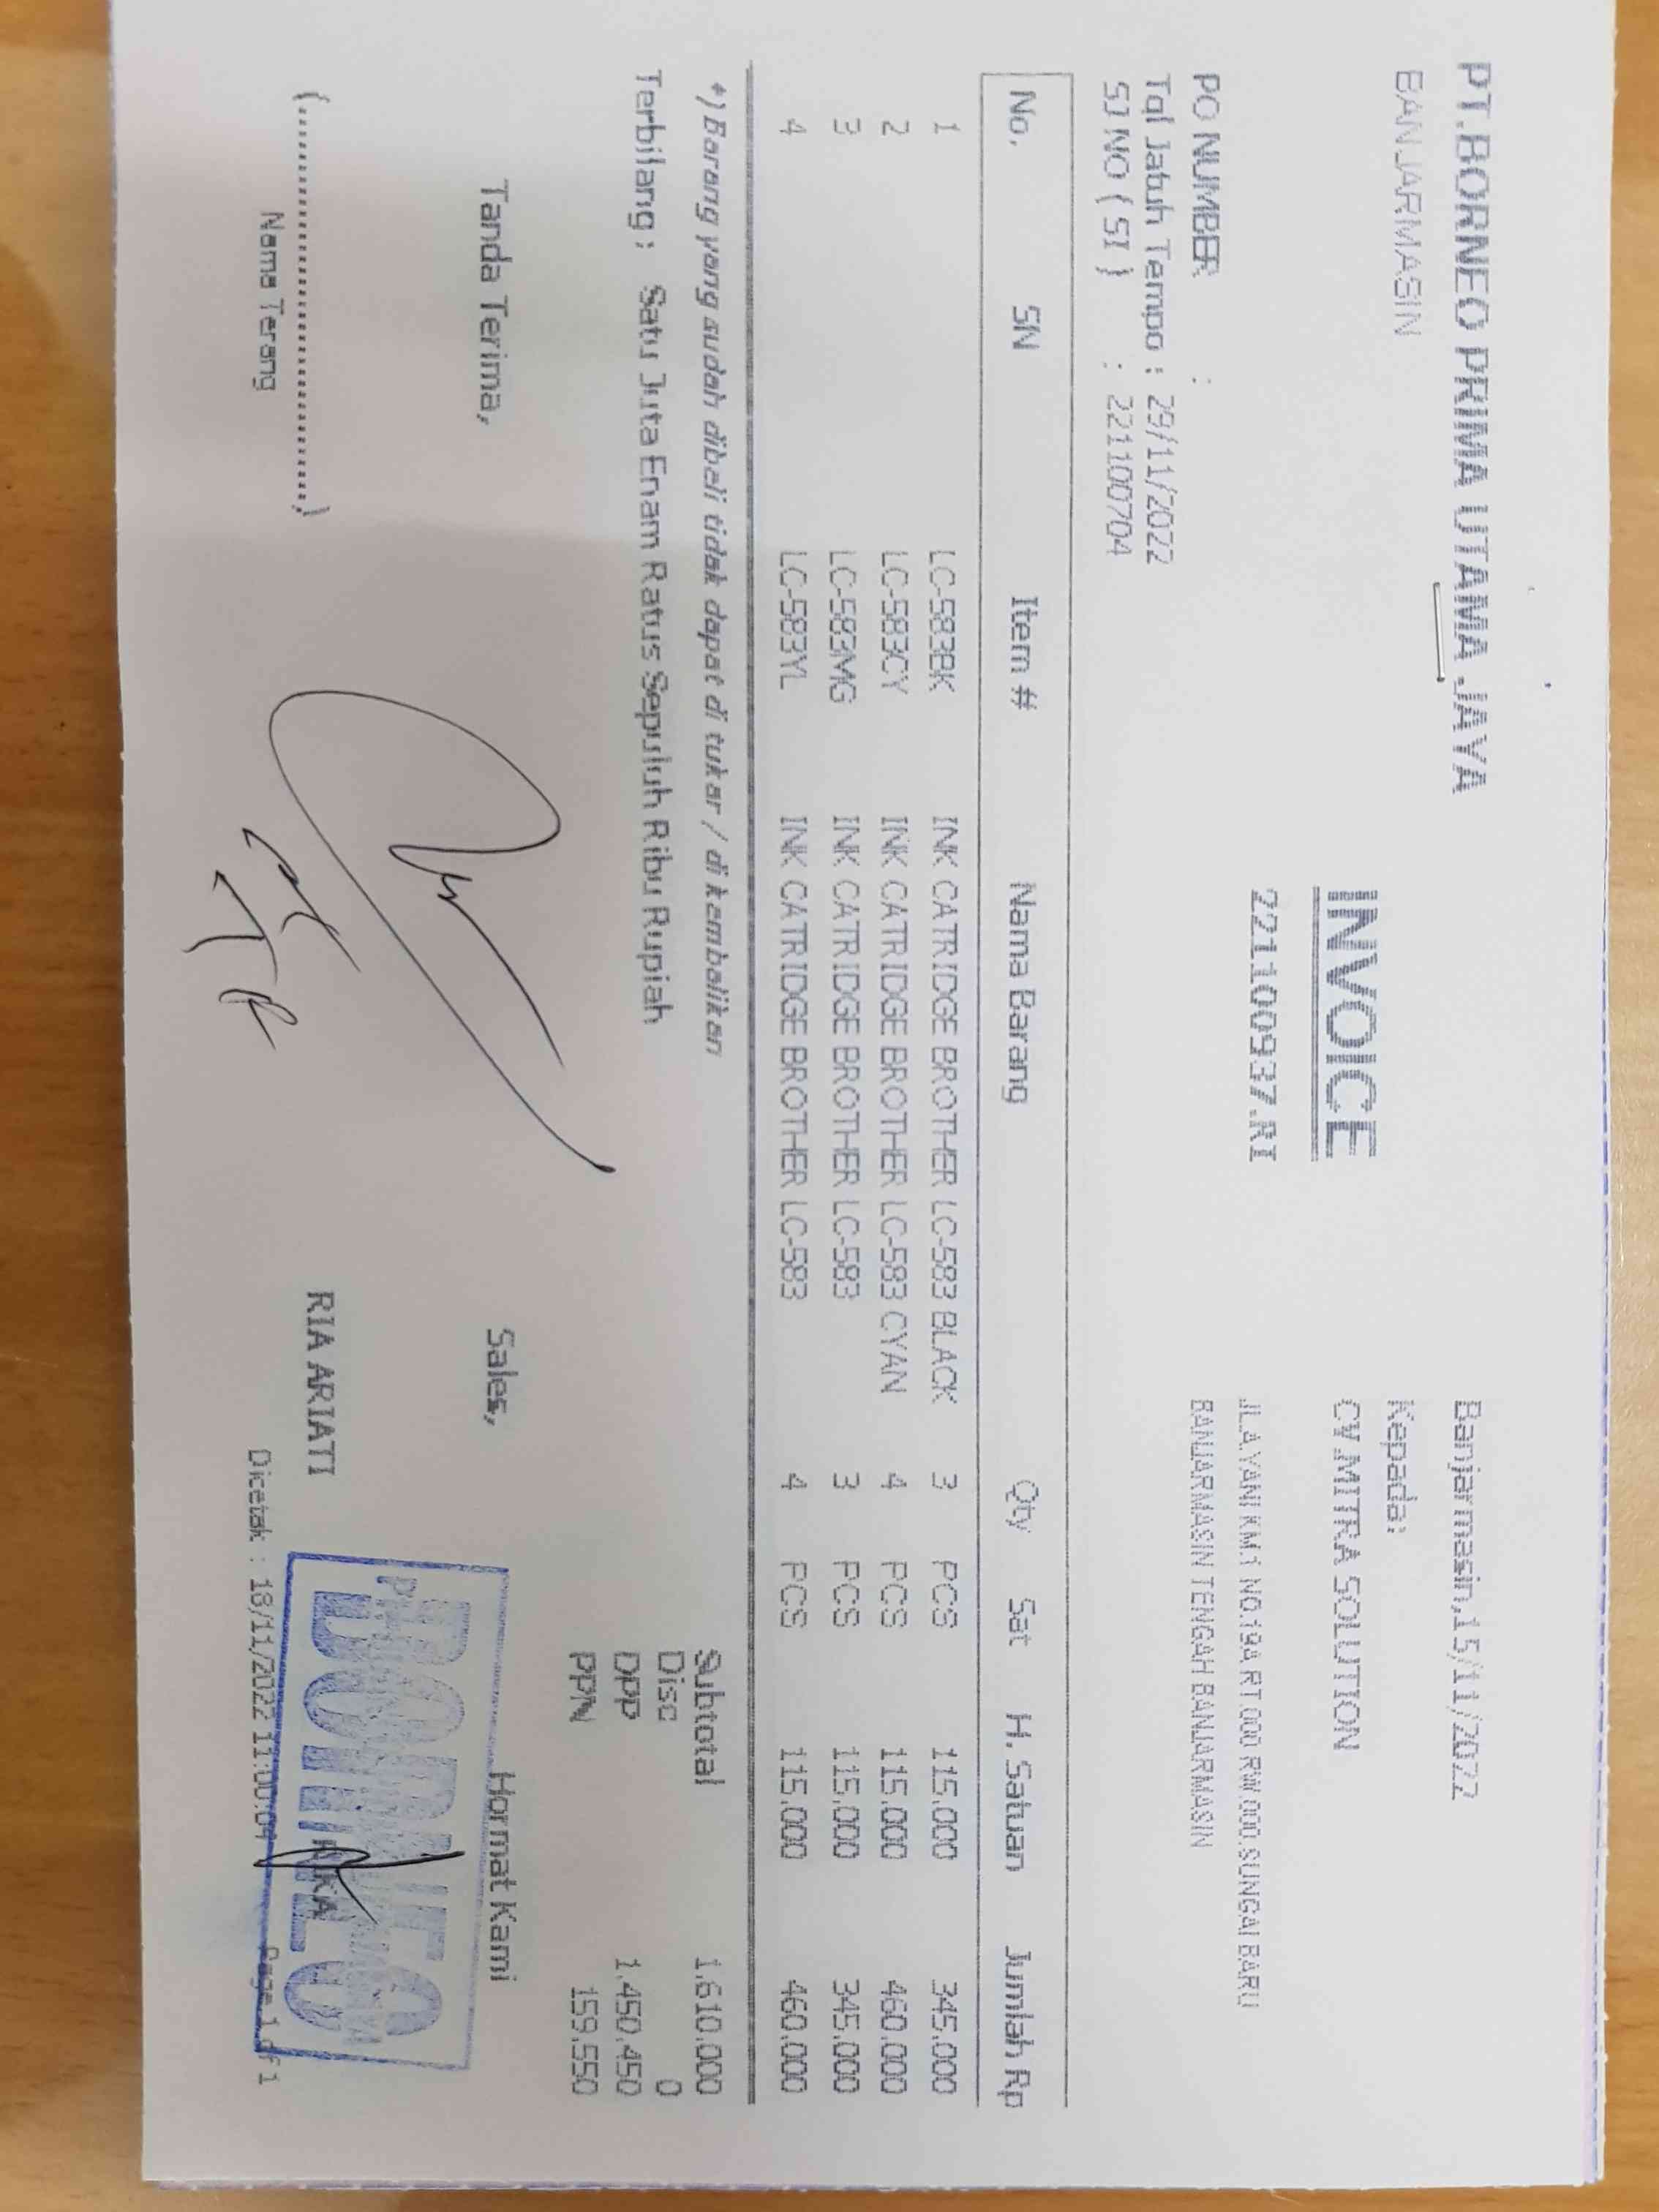 PT.BORNEO PRIMA UTAMA JAYA
BANJARMASIN
INVOICE
221100937.RI
Banjarmasin,15/11/2022
Kepada:
CV MITRA SOLUTION
JL.A.YANI KM.1 NO.19A RT 000 RW.000.SUNGAI BARU
BANJARMASIN TENGAH BANJARMASIN
PO NUMBER :
Tgl Jatuh Tempo : 29/11/2022
SJ NO ( SI ) : 221100704
No. SN Item # Nama Barang Qty Sat H. Satuan Jumlah Rp
1 LC-583BK INK CATRIDGE BROTHER LC-583 BLACK 3 PCS 115.000 345.000
2 LC-583CY INK CATRIDGE BROTHER LC-583 CYAN 4 PCS 115.000 460.000
3 LC-583MG INK CATRIDGE BROTHER LC-583 3 PCS 115.000 345.000
4 LC-583YL INK CATRIDGE BROTHER LC-583 4 PCS 115.000 460.000
*) Barang yang sudah dibeli tidak dapat di tukar / di kembalikan
Terbilang : Satu Juta Enam Ratus Sepuluh Ribu Rupiah
Subtotal 1.610.000
Disc 0
DPP 1.450.450
PPN 159.550
Tanda Terima,
Sales,
Hormat Kami
(....................................)
Nama Terang
RIA ARIATI
BORNEO
Dicetak : 18/11/2022 11:00:04
Page 1 of 1